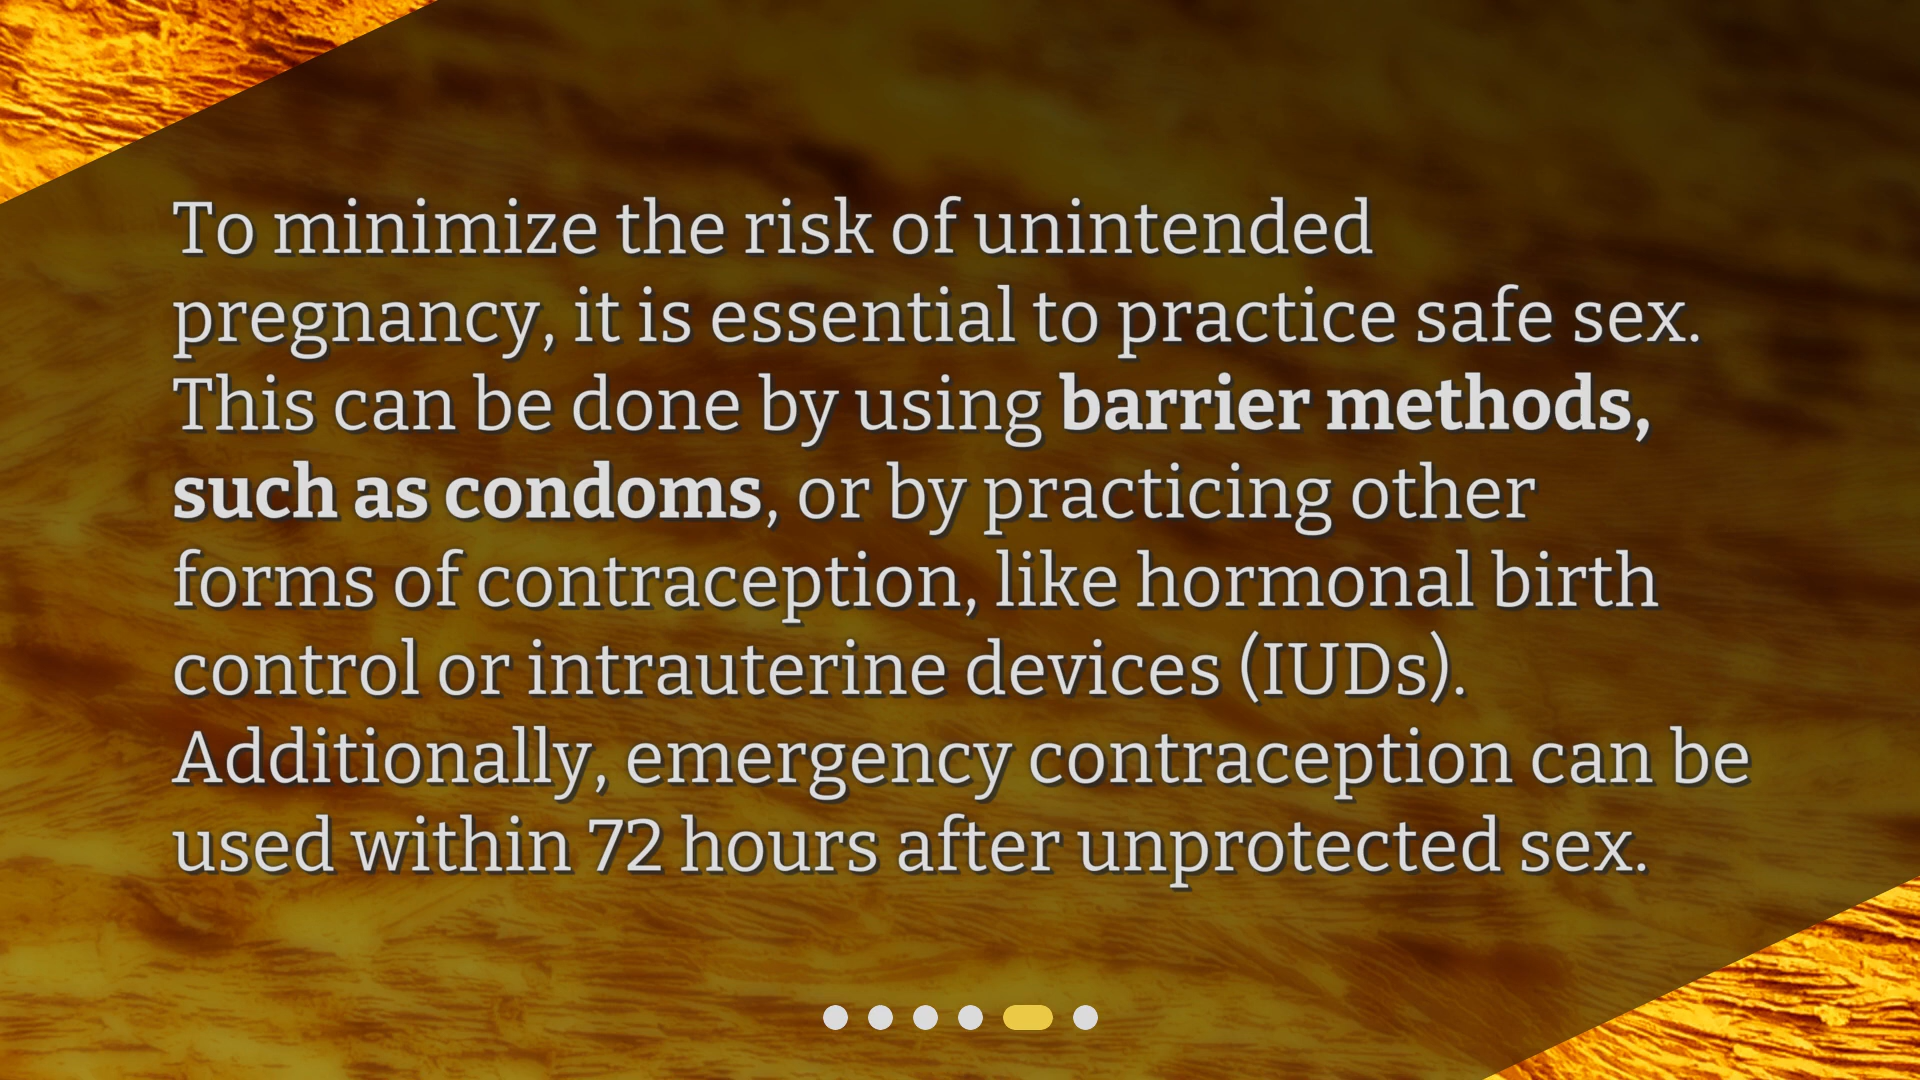 To minimize the risk of unintended
pregnancy, it is essential to practice safe sex.
This can be done by using barrier methods,
such as condoms, or by practicing other
forms of contraception, like hormonal birth
control or intrauterine devices (IUDs).
Additionally, emergency contraception can be
used within 72 hours after unprotected sex.